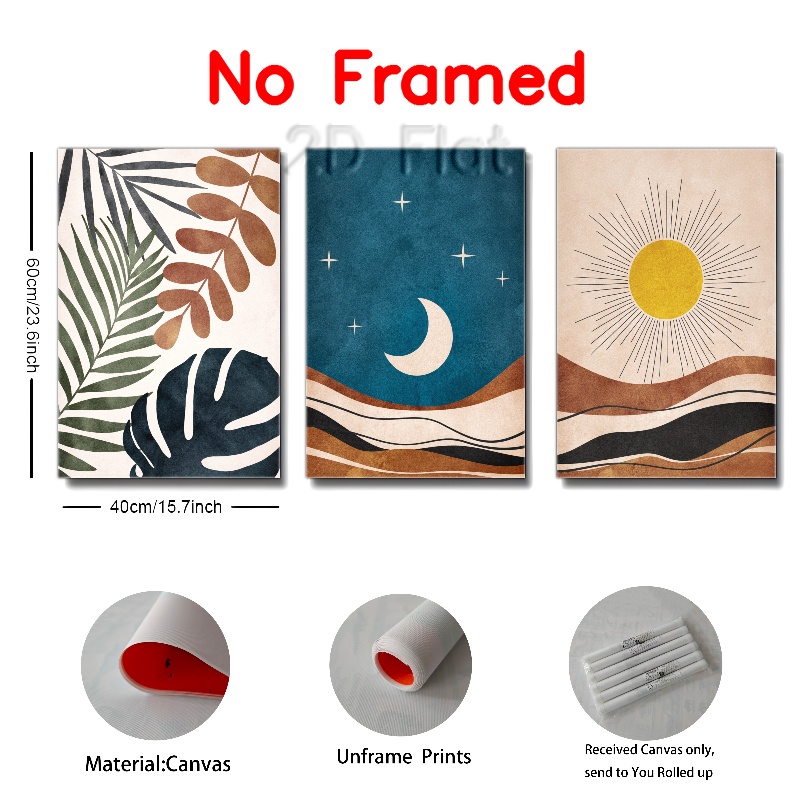 No Framed
2D Flat
60cm/23.6inch
40cm/15.7inch
Material:Canvas
Unframe Prints
Received Canvas only,
send to You Rolled up